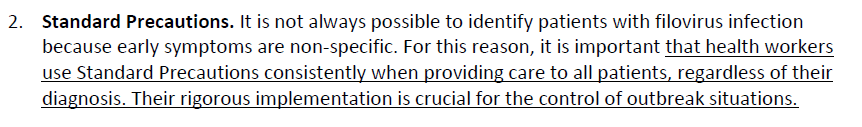 2. Standard Precautions. It is not always possible to identify patients with filovirus infection
because early symptoms are non-specific. For this reason, it is important that health workers
use Standard Precautions consistently when providing care to all patients, regardless of their
diagnosis. Their rigorous implementation is crucial for the control of outbreak situations.